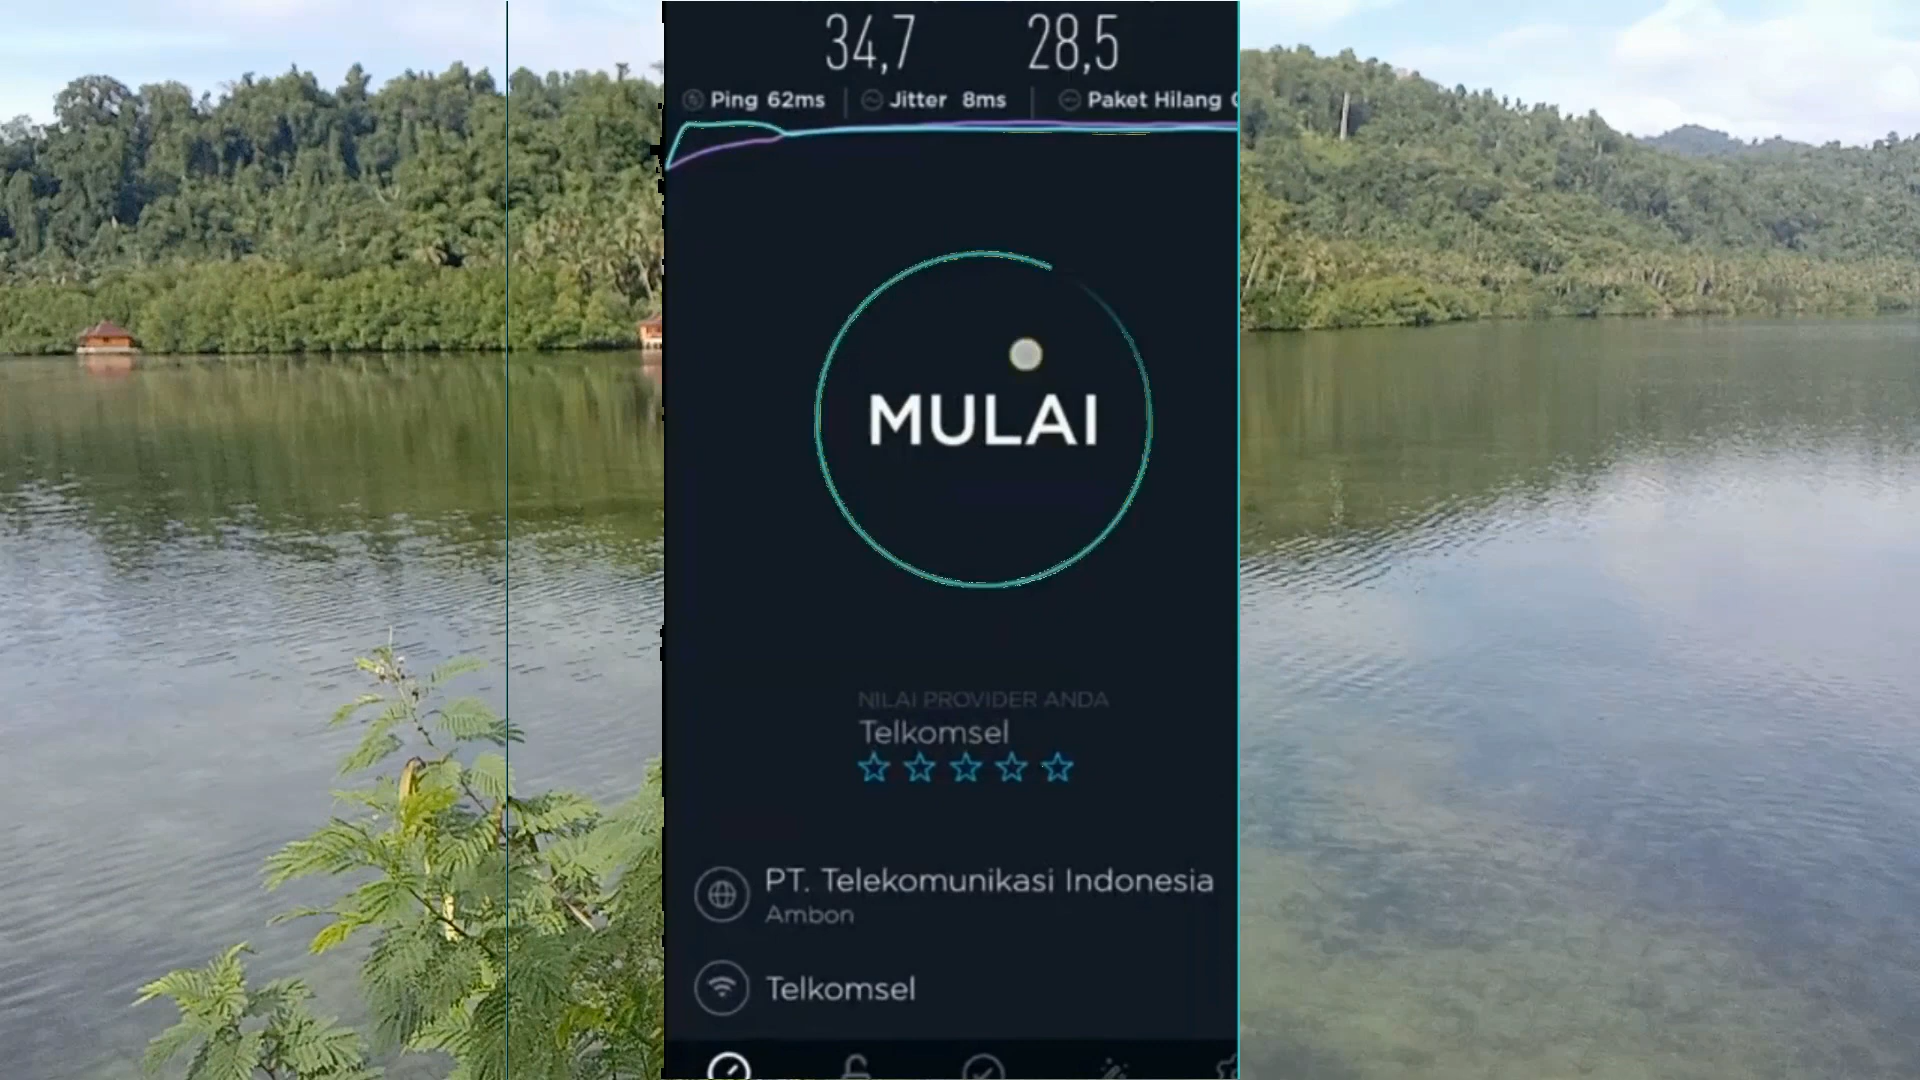 34,7 28,5
Ping 62ms Jitter 8ms Paket Hilang
MULAI
NILAI PROVIDER ANDA
Telkomsel
PT. Telekomunikasi Indonesia
Ambon
Telkomsel